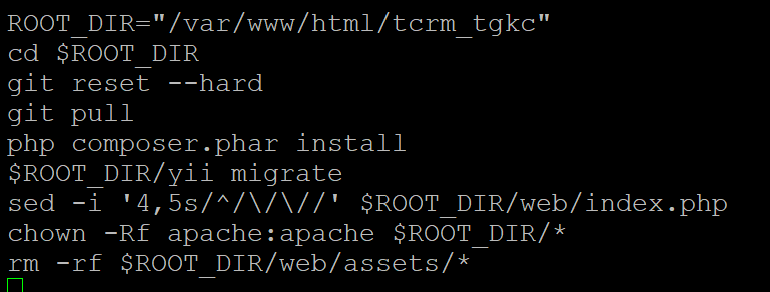 ROOT_DIR="/var/www/html/tcrm_tgkc"
cd $ROOT_DIR
git reset --hard
git pull
php composer.phar install
$ROOT_DIR/yii migrate
sed -i '4,5s/^/\/\//' $ROOT_DIR/web/index.php
chown -Rf apache:apache $ROOT_DIR/*
rm -rf $ROOT_DIR/web/assets/*